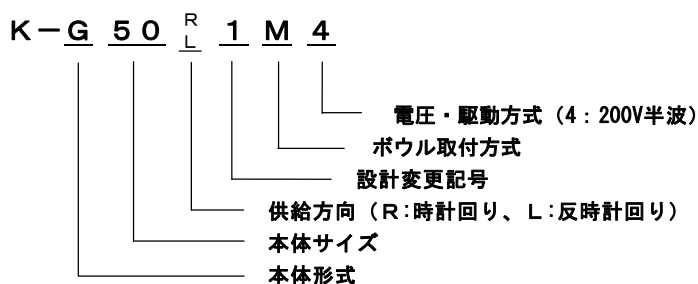 K－G 50 R/L 1 M 4
電圧・駆動方式（4：200V半波）
ボウル取付方式
設計変更記号
供給方向（R:時計回り、L:反時計回り）
本体サイズ
本体形式